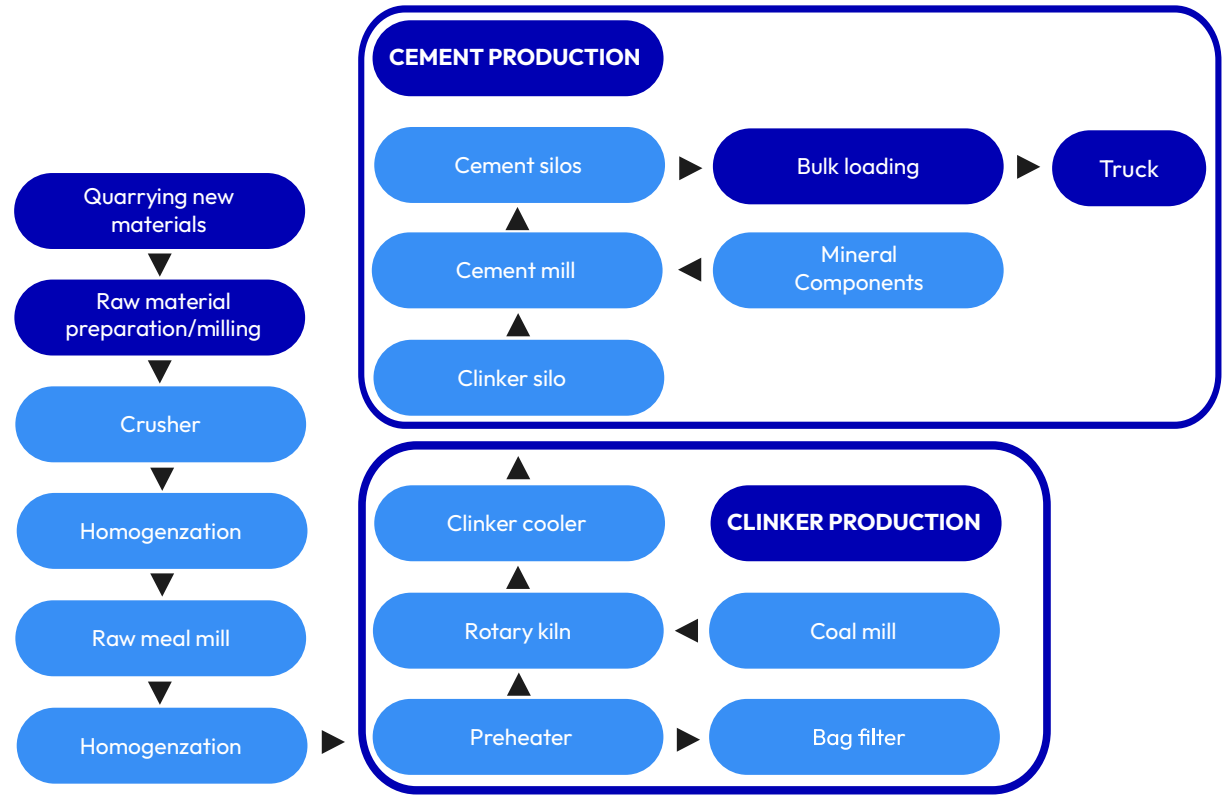 Quarrying new
materials
Raw material
preparation/milling
Crusher
Homogenzation
Raw meal mill
Homogenzation
CEMENT PRODUCTION
Cement silos
Bulk loading
Truck
Cement mill
Mineral
Components
Clinker silo
Clinker cooler
CLINKER PRODUCTION
Rotary kiln
Coal mill
Preheater
Bag filter